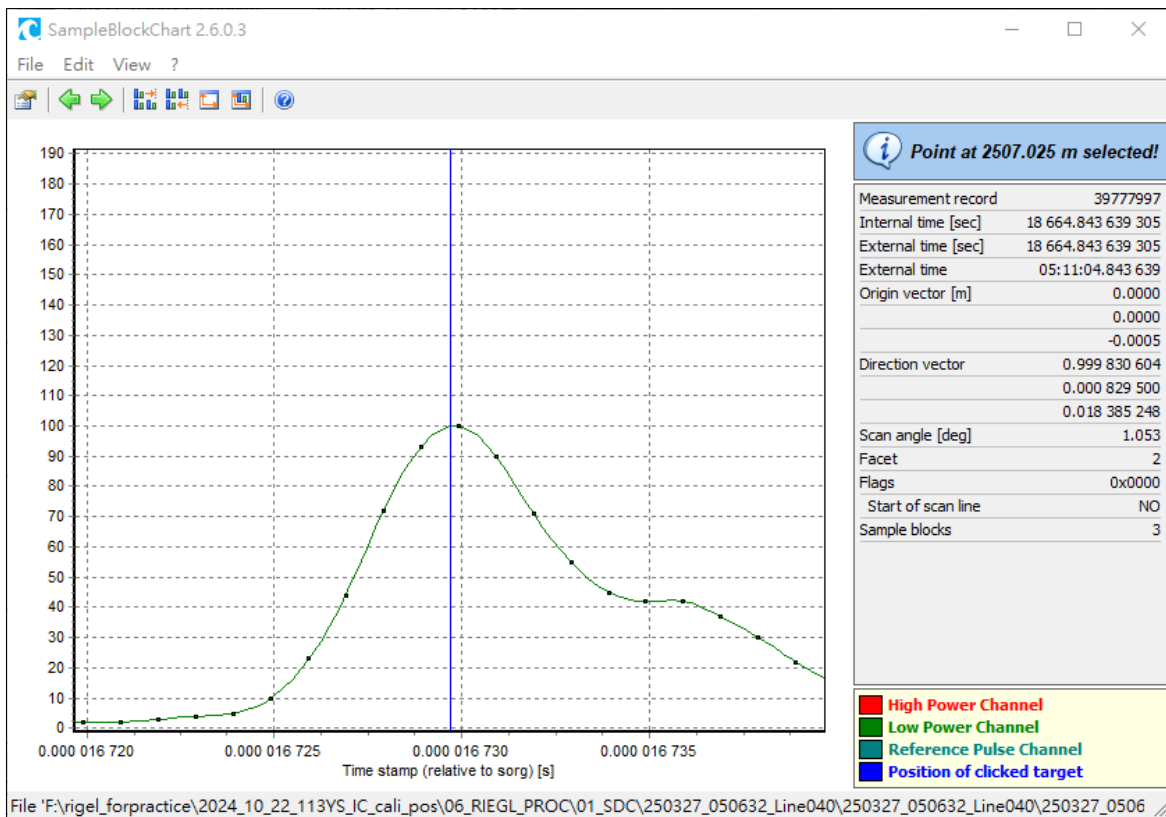 SampleBlockChart 2.6.0.3
File Edit View ?
190
180
170
160
150
140
130
120
110
100
90
80
70
60
50
40
30
20
10
0
0.000 016 720 0.000 016 725 0.000 016 730 0.000 016 735
Time stamp (relative to sorg) [s]
Point at 2507.025 m selected!
Measurement record 39777997
Internal time [sec] 18 664.843 639 305
External time [sec] 18 664.843 639 305
External time 05:11:04.843 639
Origin vector [m] 0.0000
0.0000
-0.0005
Direction vector 0.999 830 604
0.000 829 500
0.018 385 248
Scan angle [deg] 1.053
Facet 2
Flags 0x0000
Start of scan line NO
Sample blocks 3
High Power Channel
Low Power Channel
Reference Pulse Channel
Position of clicked target
File 'F:\rigel_forpractice\2024_10_22_113YS_IC_cali_pos\06_RIEGL_PROC\01_SDC\250327_050632_Line040\250327_050632_Line040\250327_0506